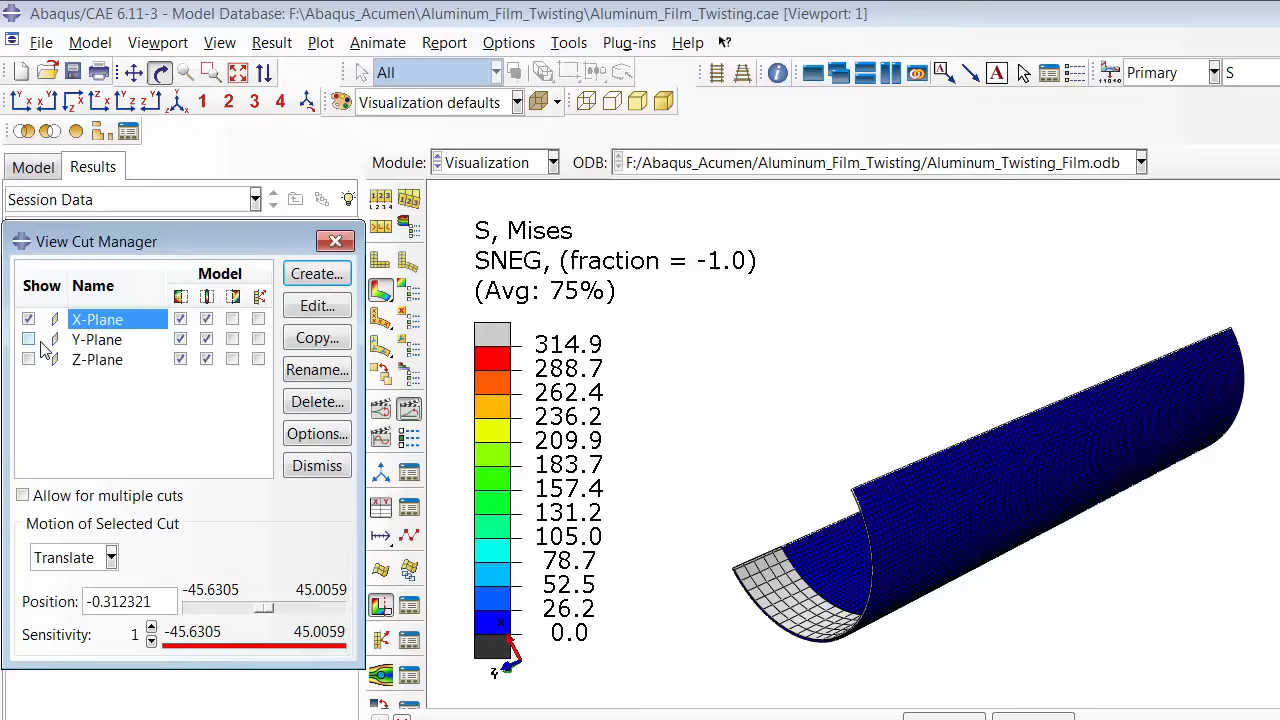 Abaqus/CAE 6.11-3 - Model Database: F:\Abaqus_Acumen\Aluminum_Film_Twisting\Aluminum_Film_Twisting.cae [Viewport: 1]
File Model Viewport View Result Plot Animate Report Options Tools Plug-ins Help
All
Primary
S
1 2 3 4
Visualization defaults
Model Results
Module: Visualization ODB: F:/Abaqus_Acumen/Aluminum_Film_Twisting/Aluminum_Twisting_Film.odb
Session Data
View Cut Manager
Show Name Model
X-Plane
Y-Plane
Z-Plane
Create...
Edit...
Copy...
Rename...
Delete...
Options...
Dismiss
Allow for multiple cuts
Motion of Selected Cut
Translate
Position: -0.312321 -45.6305 45.0059
Sensitivity: 1 -45.6305 45.0059
S, Mises
SNEG, (fraction = -1.0)
(Avg: 75%)
314.9
288.7
262.4
236.2
209.9
183.7
157.4
131.2
105.0
78.7
52.5
26.2
0.0
X